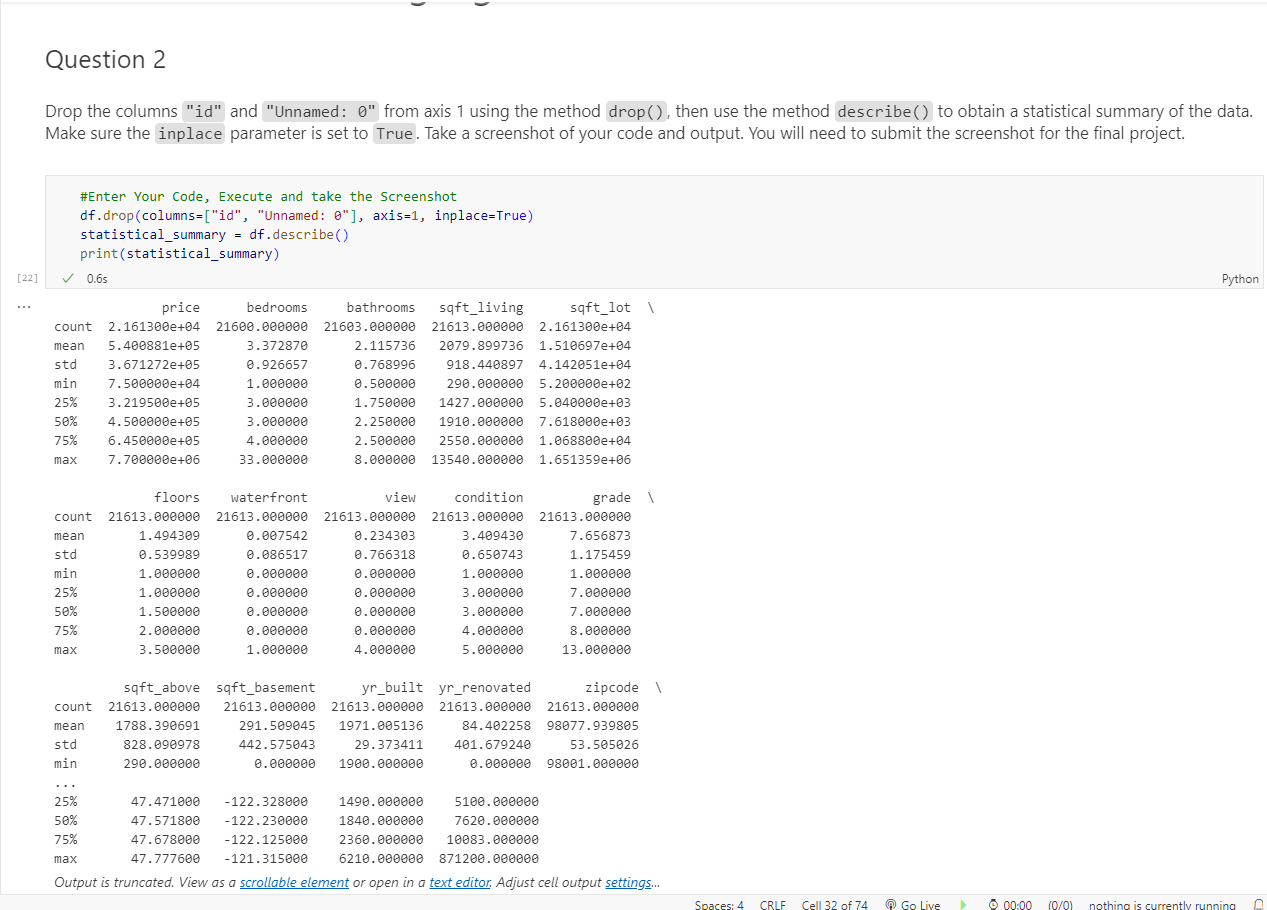 Question 2
Drop the columns "id" and "Unnamed: 0" from axis 1 using the method drop(), then use the method describe() to obtain a statistical summary of the data.
Make sure the inplace parameter is set to True. Take a screenshot of your code and output. You will need to submit the screenshot for the final project.
#Enter Your Code, Execute and take the Screenshot
df.drop(columns=["id", "Unnamed: 0"], axis=1, inplace=True)
statistical_summary = df.describe()
print(statistical_summary)
[22] ✓ 0.6s Python
...
price bedrooms bathrooms sqft_living sqft_lot \
count 2.161300e+04 21600.000000 21603.000000 21613.000000 2.161300e+04
mean 5.400881e+05 3.372870 2.115736 2079.899736 1.510697e+04
std 3.671272e+05 0.926657 0.768996 918.440897 4.142051e+04
min 7.500000e+04 1.000000 0.500000 290.000000 5.200000e+02
25% 3.219500e+05 3.000000 1.750000 1427.000000 5.040000e+03
50% 4.500000e+05 3.000000 2.250000 1910.000000 7.618000e+03
75% 6.450000e+05 4.000000 2.500000 2550.000000 1.068800e+04
max 7.700000e+06 33.000000 8.000000 13540.000000 1.651359e+06
floors waterfront view condition grade \
count 21613.000000 21613.000000 21613.000000 21613.000000 21613.000000
mean 1.494309 0.007542 0.234303 3.409430 7.656873
std 0.539989 0.086517 0.766318 0.650743 1.175459
min 1.000000 0.000000 0.000000 1.000000 1.000000
25% 1.000000 0.000000 0.000000 3.000000 7.000000
50% 1.500000 0.000000 0.000000 3.000000 7.000000
75% 2.000000 0.000000 0.000000 4.000000 8.000000
max 3.500000 1.000000 4.000000 5.000000 13.000000
sqft_above sqft_basement yr_built yr_renovated zipcode \
count 21613.000000 21613.000000 21613.000000 21613.000000 21613.000000
mean 1788.390691 291.509045 1971.005136 84.402258 98077.939805
std 828.090978 442.575043 29.373411 401.679240 53.505026
min 290.000000 0.000000 1900.000000 0.000000 98001.000000
...
25% 47.471000 -122.328000 1490.000000 5100.000000
50% 47.571800 -122.230000 1840.000000 7620.000000
75% 47.678000 -122.125000 2360.000000 10083.000000
max 47.777600 -121.315000 6210.000000 871200.000000
Output is truncated. View as a scrollable element or open in a text editor. Adjust cell output settings...
Spaces: 4 CRLF Cell 32 of 74 Go Live 00:00 (0/0) nothing is currently running